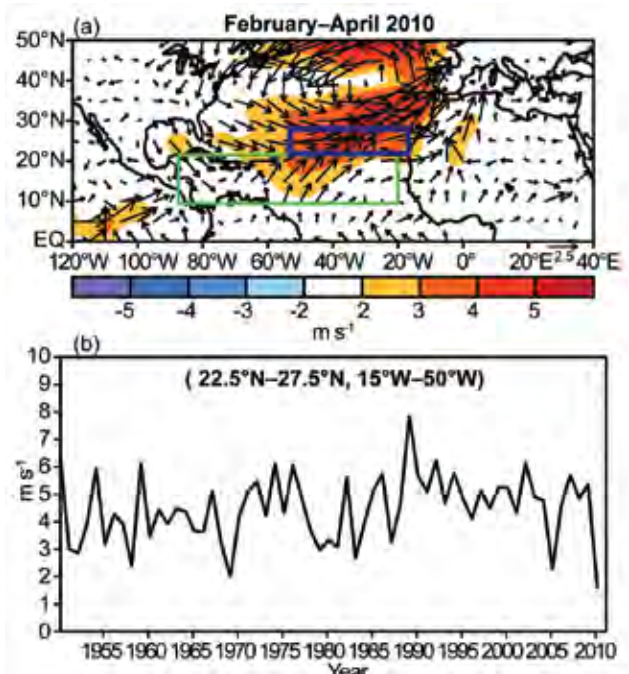 (a) February–April 2010
50°N
40°N
30°N
20°N
10°N
EQ
120°W 100°W 80°W 60°W 40°W 20°W 0° 20°E 40°E
2.5
-5 -4 -3 -2 2 3 4 5
m s-1
(b)
( 22.5°N–27.5°N, 15°W–50°W)
10
9
8
7
6
5
4
3
2
1
0
m s-1
1955 1960 1965 1970 1975 1980 1985 1990 1995 2000 2005 2010
Year